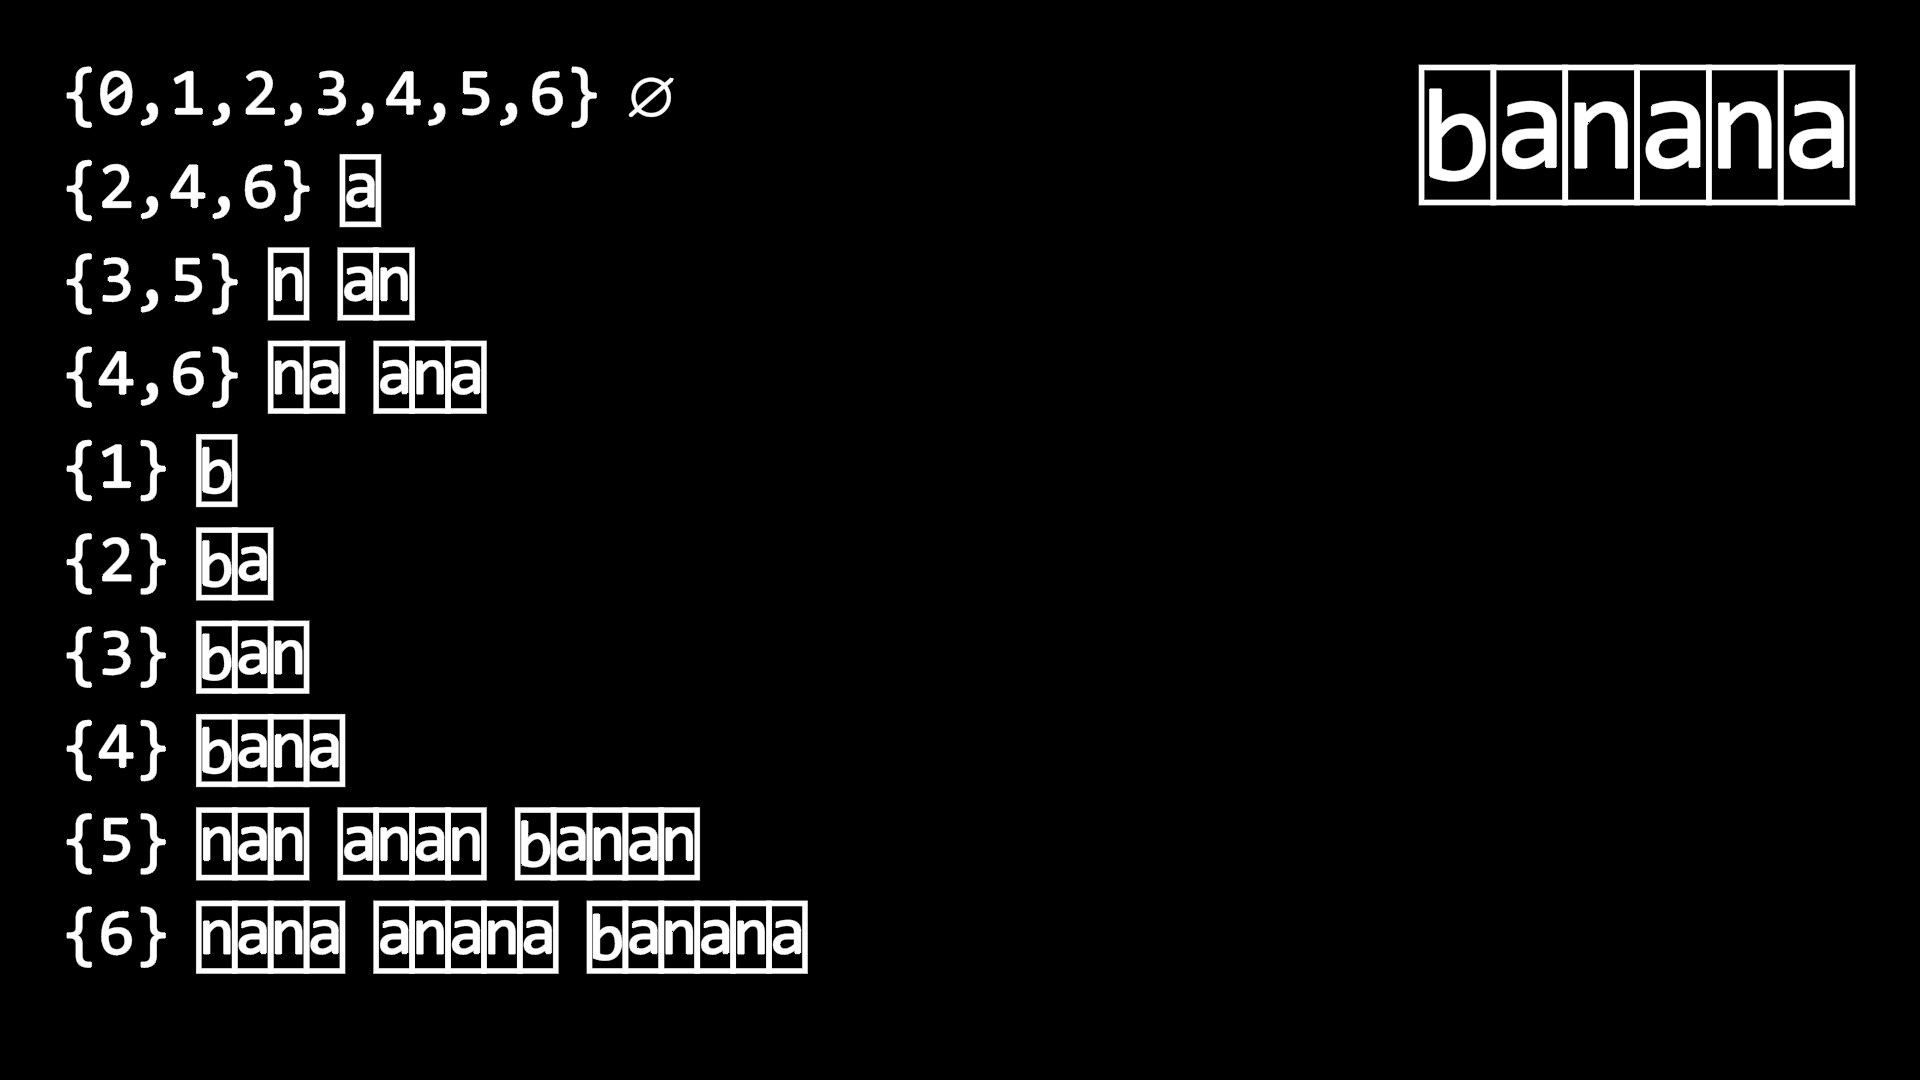 {0,1,2,3,4,5,6} ∅ banana
{2,4,6} a
{3,5} n an
{4,6} na ana
{1} b
{2} ba
{3} ban
{4} bana
{5} nan anan banan
{6} nana anana banana